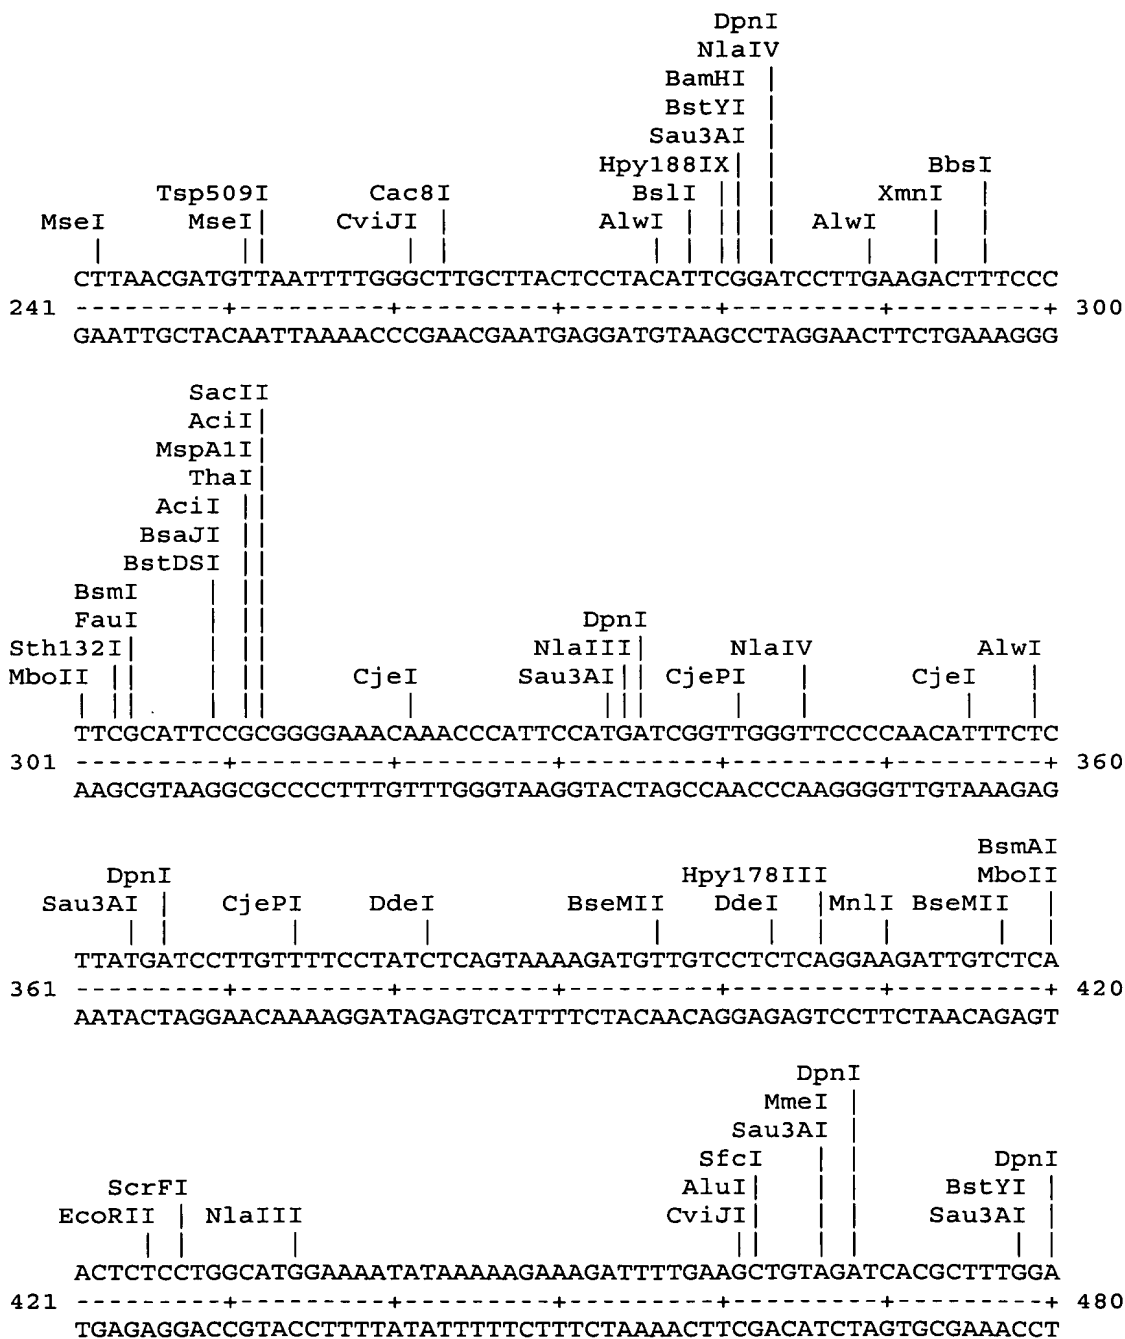 DpnI
NlaIV
BamHI
BstYI
Sau3AI
Hpy188IX BbsI
Tsp509I Cac8I BslI XmnI
MseI MseI CviJI AlwI AlwI
CTTAACGATGTTAATTTTGGGCTTGCTTACTCCTACATTCGGATCCTTGAAGACTTTCCC
241 ---------+---------+---------+---------+---------+---------+ 300
GAATTGCTACAATTAAAACCCGAACGAATGAGGATGTAAGCCTAGGAACTTCTGAAAGGG
SacII
AciI
MspA1I
ThaI
AciI
BsaJI
BstDSI
BsmI
FauI DpnI
Sth132I NlaIII NlaIV AlwI
MboII CjeI Sau3AI CjePI CjeI
TTCGCATTCCGCGGGGAAACAAACCCATTCCATGATCGGTTGGGTTCCCCAACATTTCTC
301 ---------+---------+---------+---------+---------+---------+ 360
AAGCGTAAGGCGCCCCTTTGTTTGGGTAAGGTACTAGCCAACCCAAGGGGTTGTAAAGAG
BsmAI
DpnI Hpy178III MboII
Sau3AI CjePI DdeI BseMII DdeI MnlI BseMII
TTATGATCCTTGTTTTCCTATCTCAGTAAAAGATGTTGTCCTCTCAGGAAGATTGTCTCA
361 ---------+---------+---------+---------+---------+---------+ 420
AATACTAGGAACAAAAGGATAGAGTCATTTTCTACAACAGGAGAGTCCTTCTAACAGAGT
DpnI
MmeI
Sau3AI
SfcI DpnI
ScrFI AluI BstYI
EcoRII NlaIII CviJI Sau3AI
ACTCTCCTGGCATGGAAAATATAAAAAGAAAGATTTTGAAGCTGTAGATCACGCTTTGGA
421 ---------+---------+---------+---------+---------+---------+ 480
TGAGAGGACCGTACCTTTTATATTTTTCTTTCTAAAACTTCGACATCTAGTGCGAAACCT